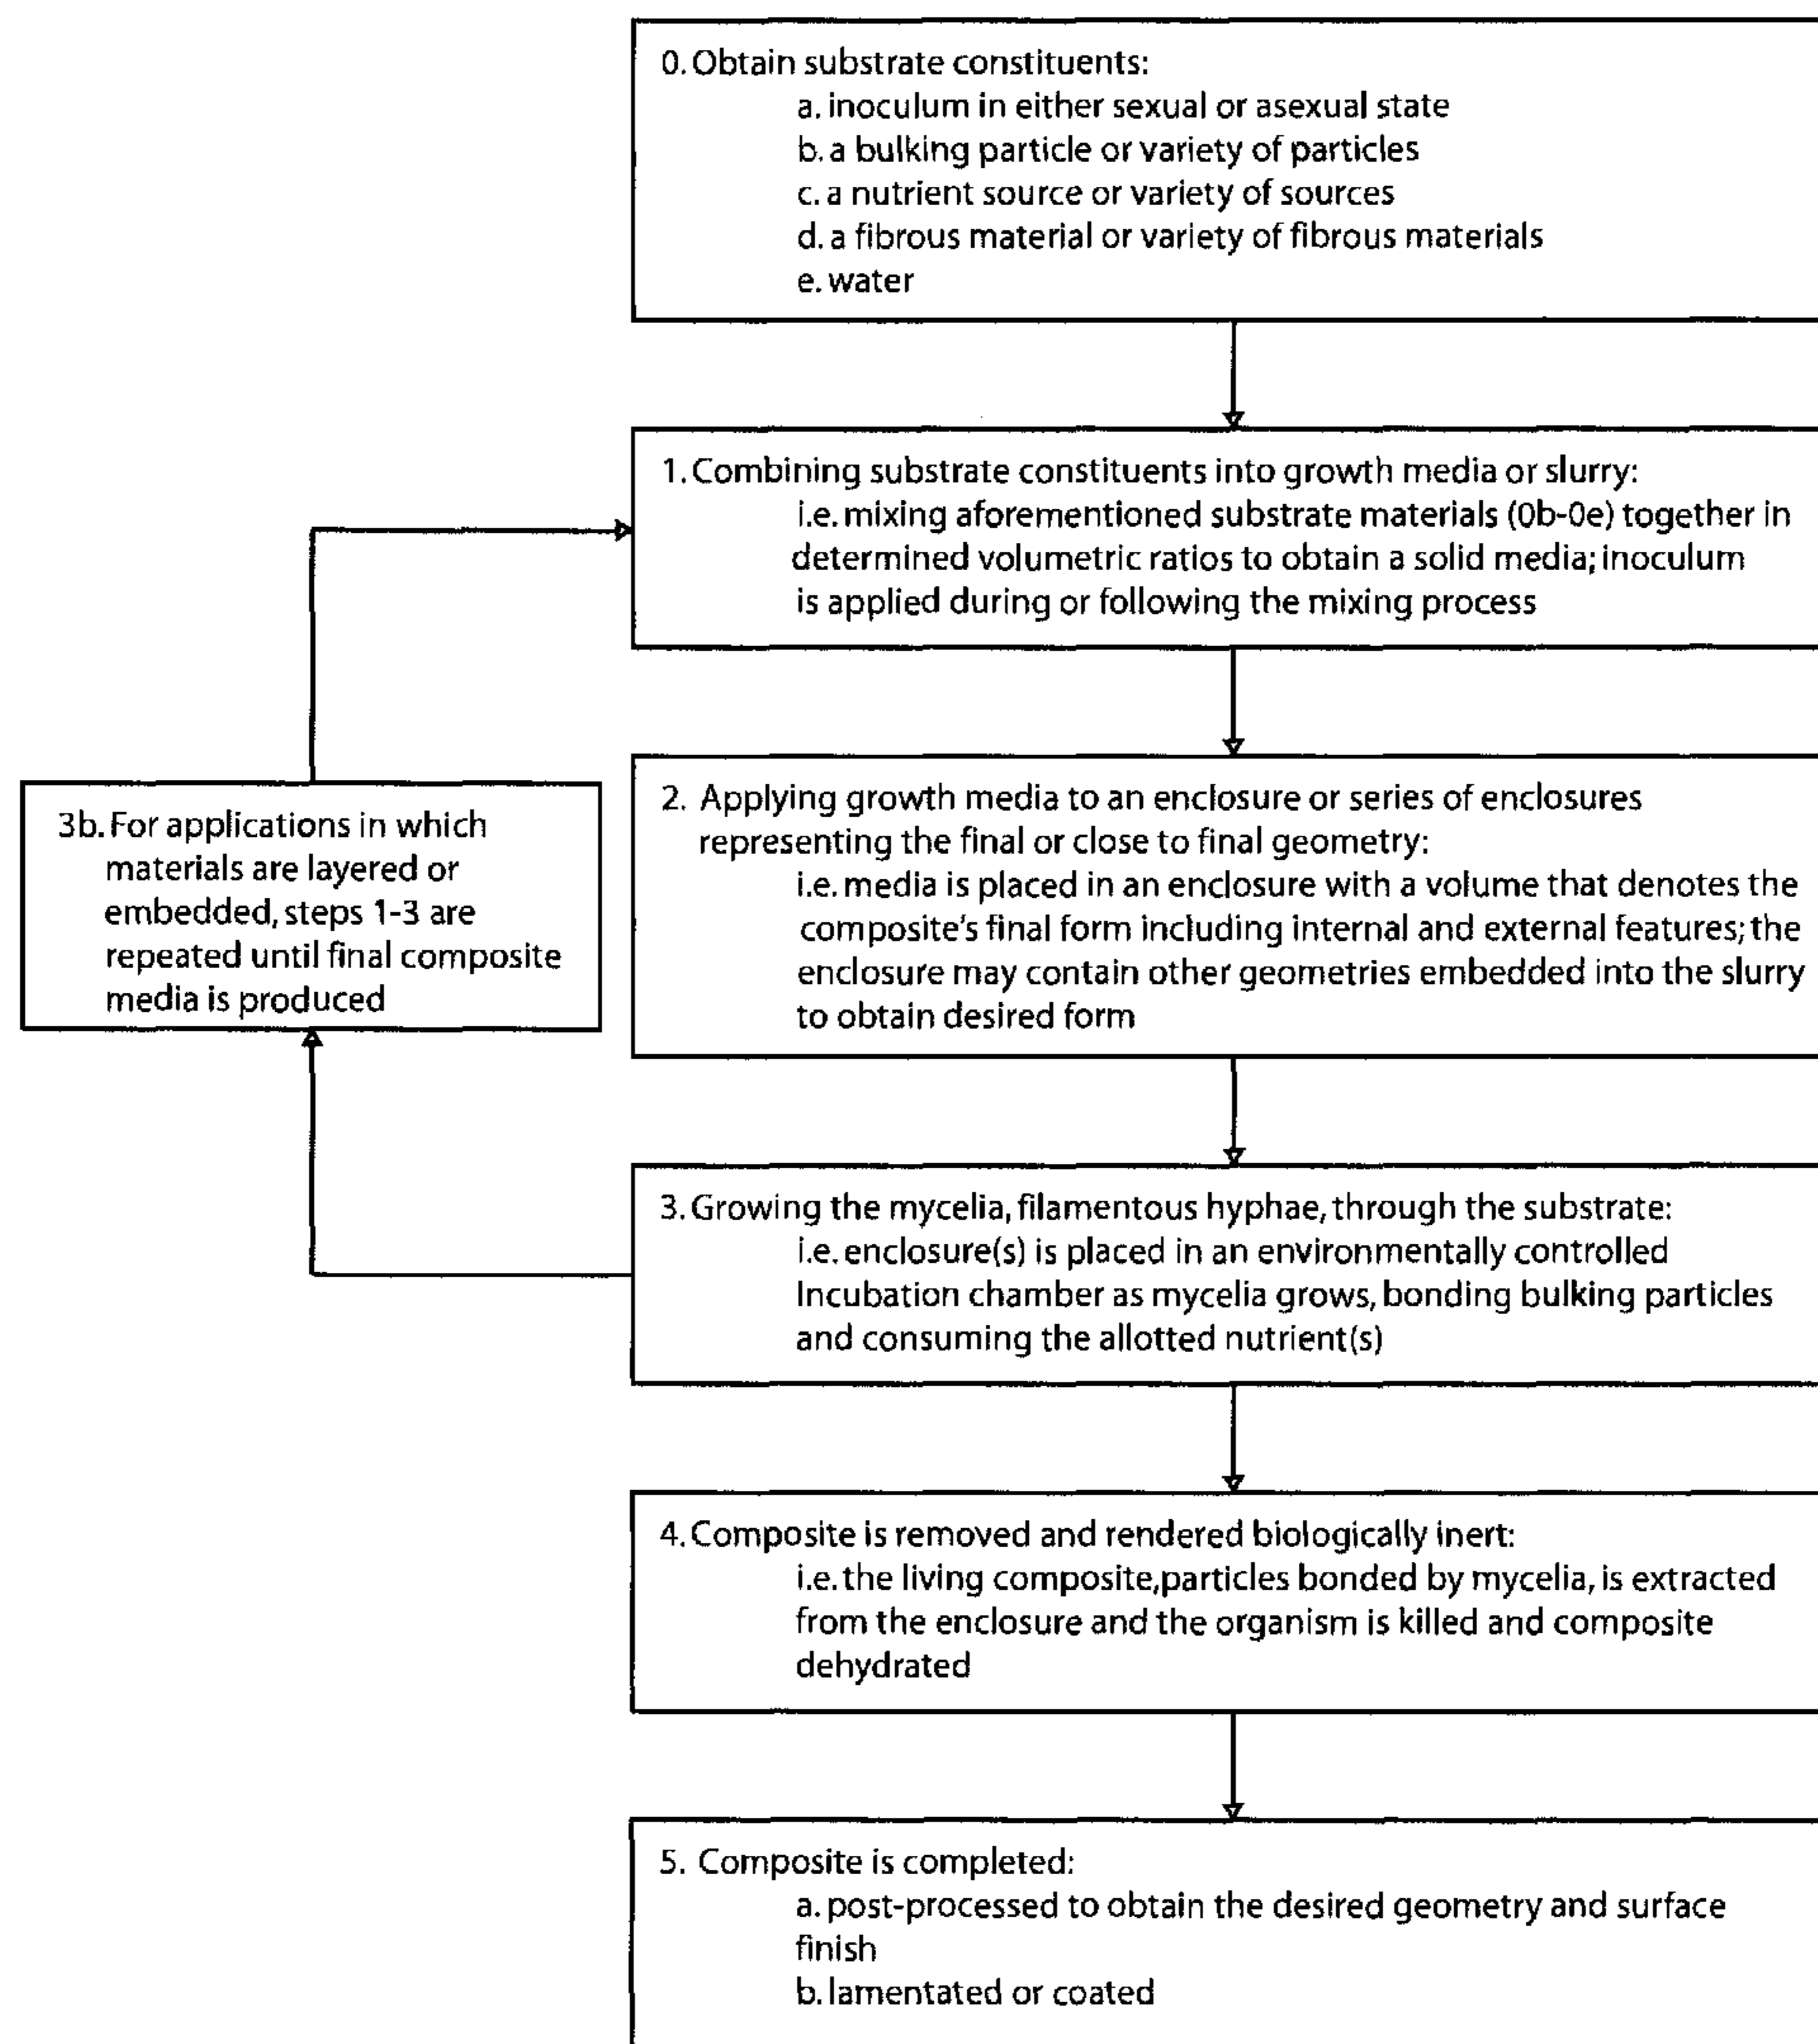 0. Obtain substrate constituents:
a. inoculum in either sexual or asexual state
b. a bulking particle or variety of particles
c. a nutrient source or variety of sources
d. a fibrous material or variety of fibrous materials
e. water
1. Combining substrate constituents into growth media or slurry:
i.e. mixing aforementioned substrate materials (0b-0e) together in
determined volumetric ratios to obtain a solid media; inoculum
is applied during or following the mixing process
2. Applying growth media to an enclosure or series of enclosures
representing the final or close to final geometry:
i.e. media is placed in an enclosure with a volume that denotes the
composite's final form including internal and external features; the
enclosure may contain other geometries embedded into the slurry
to obtain desired form
3b. For applications in which
materials are layered or
embedded, steps 1-3 are
repeated until final composite
media is produced
3. Growing the mycelia, filamentous hyphae, through the substrate:
i.e. enclosure(s) is placed in an environmentally controlled
Incubation chamber as mycelia grows, bonding bulking particles
and consuming the allotted nutrient(s)
4. Composite is removed and rendered biologically inert:
i.e. the living composite, particles bonded by mycelia, is extracted
from the enclosure and the organism is killed and composite
dehydrated
5. Composite is completed:
a. post-processed to obtain the desired geometry and surface
finish
b. lamentated or coated